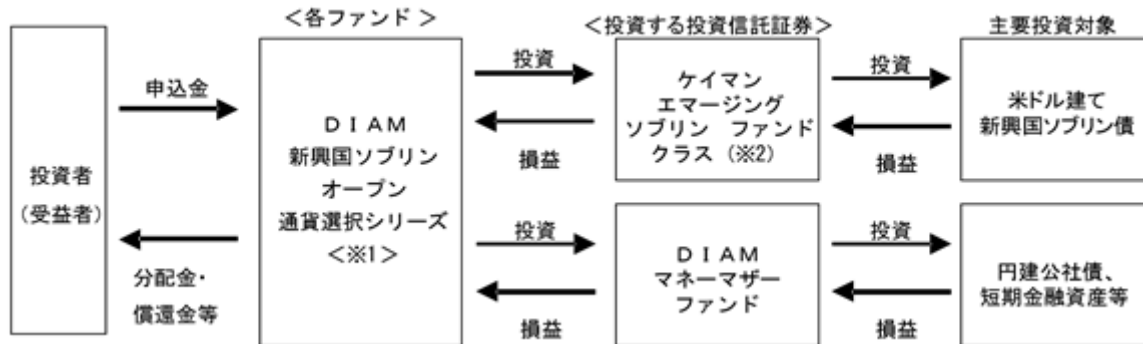 ＜各ファンド＞
＜投資する投資信託証券＞
主要投資対象
投資者
（受益者）
申込金
分配金・
償還金等
ＤＩＡＭ
新興国ソブリン
オープン
通貨選択シリーズ
＜※1＞
投資
損益
投資
損益
ケイマン
エマージング
ソブリン　ファンド
クラス（※2）
ＤＩＡＭ
マネーマザー
ファンド
投資
損益
投資
損益
米ドル建て
新興国ソブリン債
円建公社債、
短期金融資産等